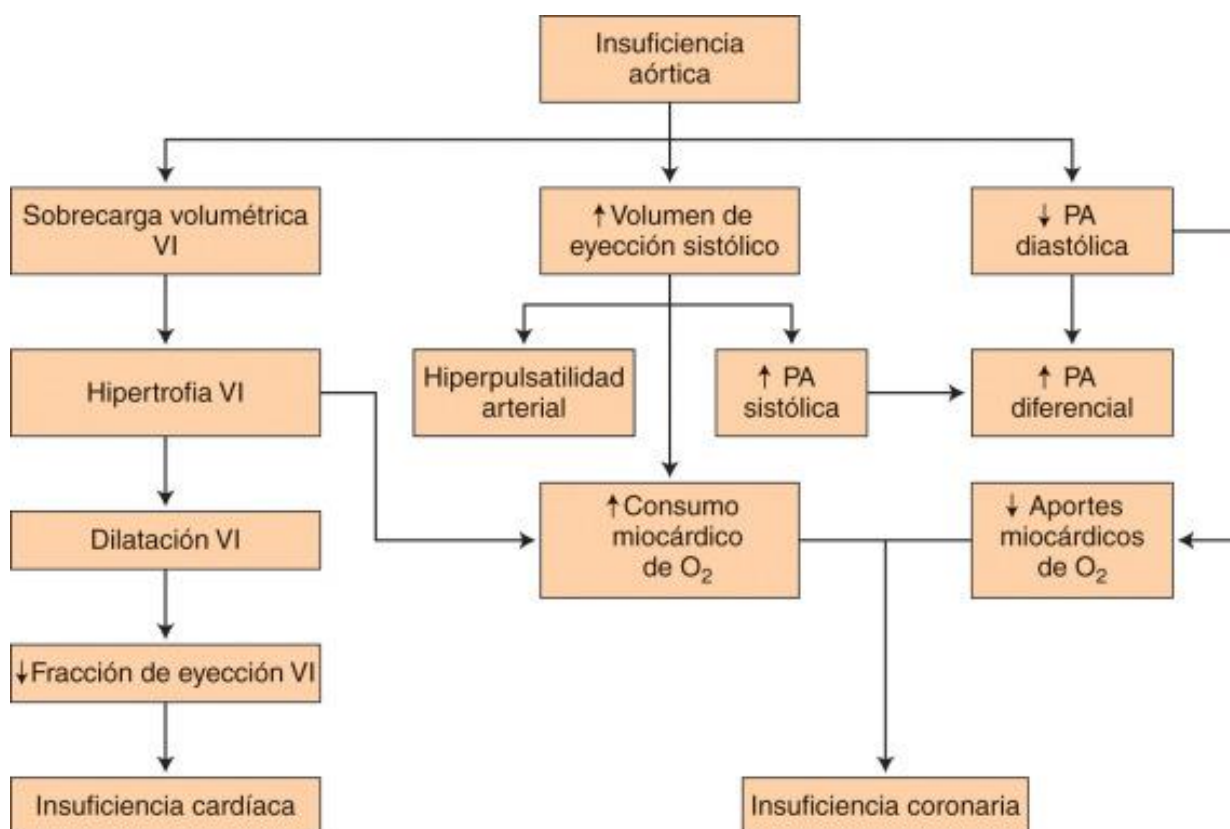 Insuficiencia
aórtica
Sobrecarga volumétrica
VI
↑ Volumen de
eyección sistólico
↓ PA
diastólica
Hipertrofia VI
Hiperpulsatilidad
arterial
↑ PA
sistólica
↑ PA
diferencial
Dilatación VI
↑ Consumo
miocárdico
de O₂
↓ Aportes
miocárdicos
de O₂
↓ Fracción de eyección VI
Insuficiencia cardíaca
Insuficiencia coronaria